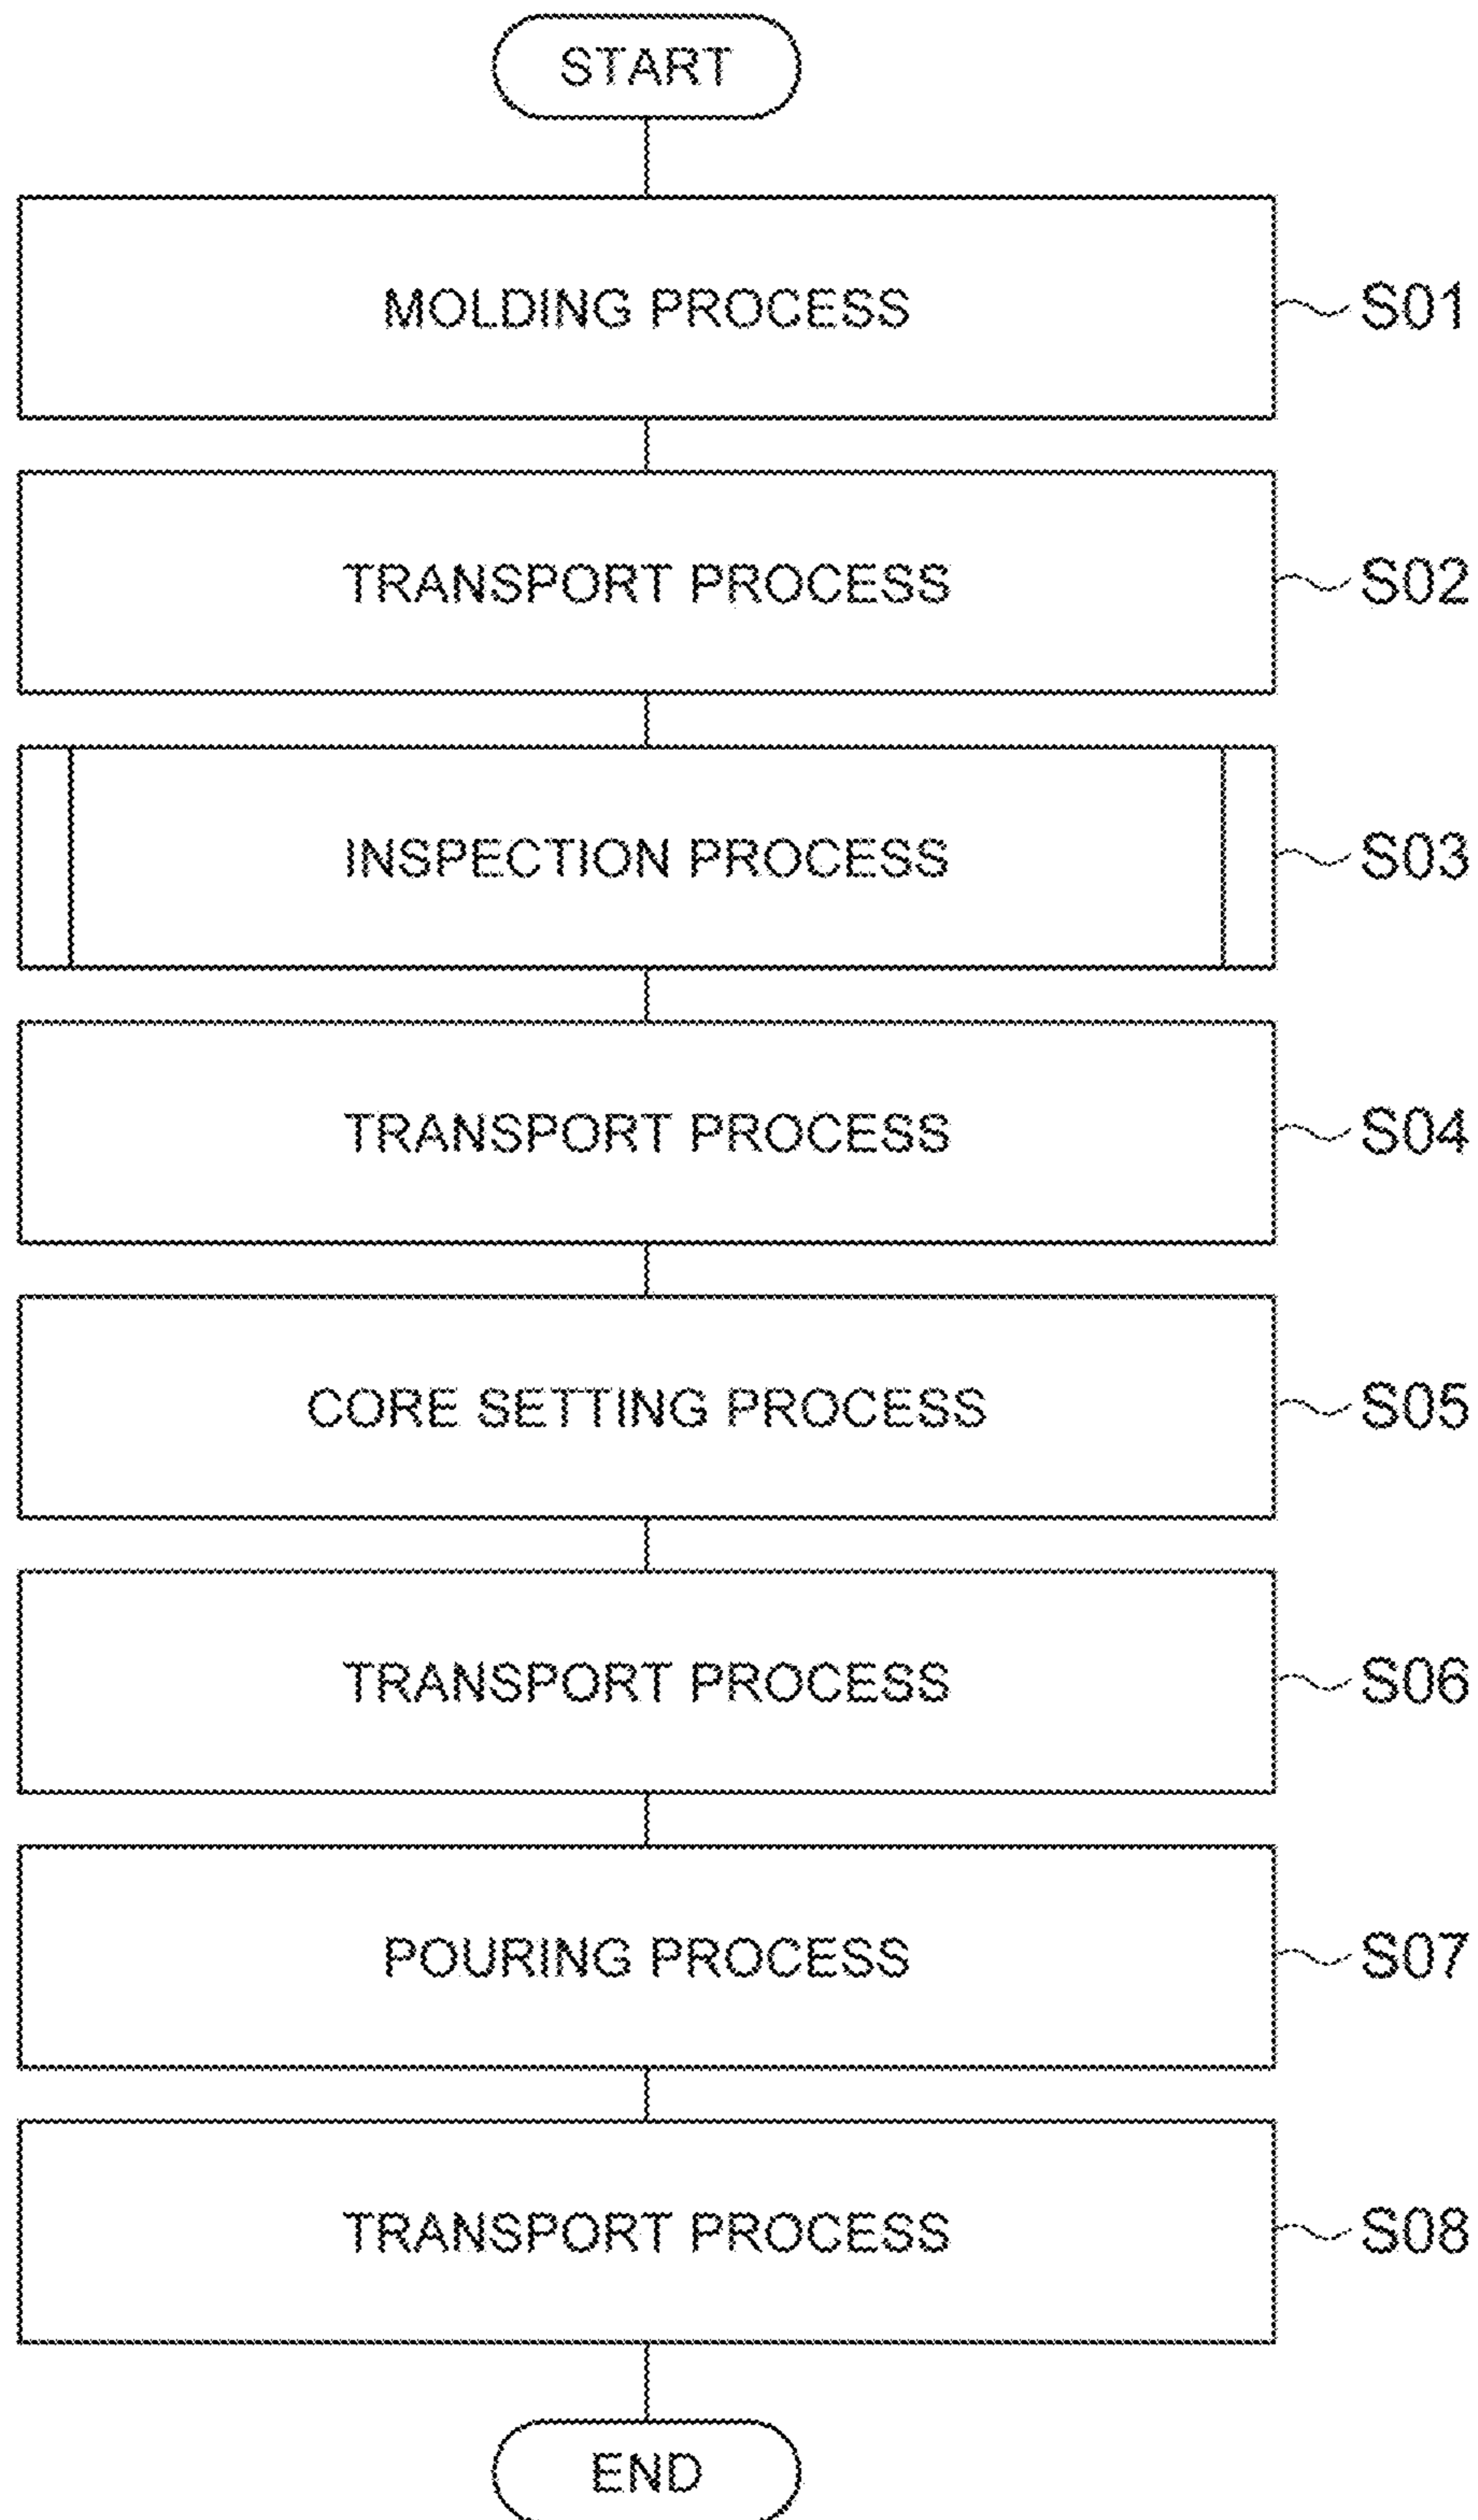 START
MOLDING PROCESS S01
TRANSPORT PROCESS S02
INSPECTION PROCESS S03
TRANSPORT PROCESS S04
CORE SETTING PROCESS S05
TRANSPORT PROCESS S06
POURING PROCESS S07
TRANSPORT PROCESS S08
END